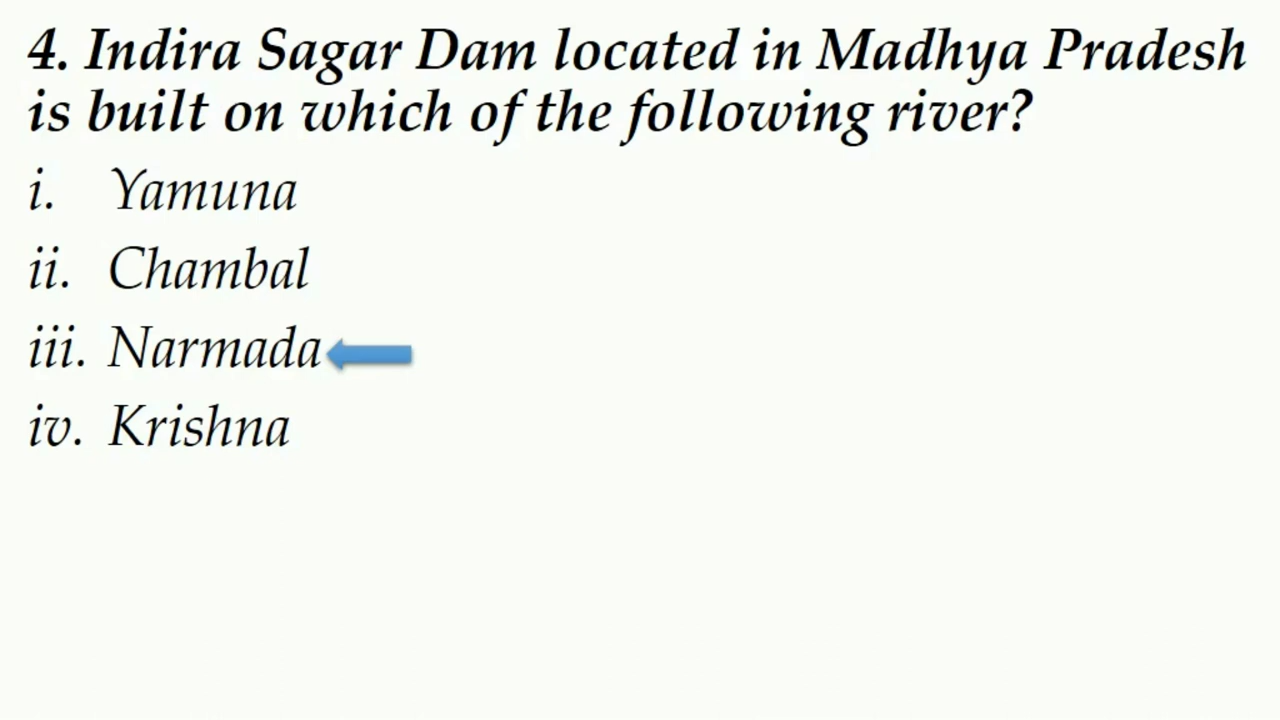 4. Indira Sagar Dam located in Madhya Pradesh
is built on which of the following river?
i. Yamuna
ii. Chambal
iii. Narmada
iv. Krishna